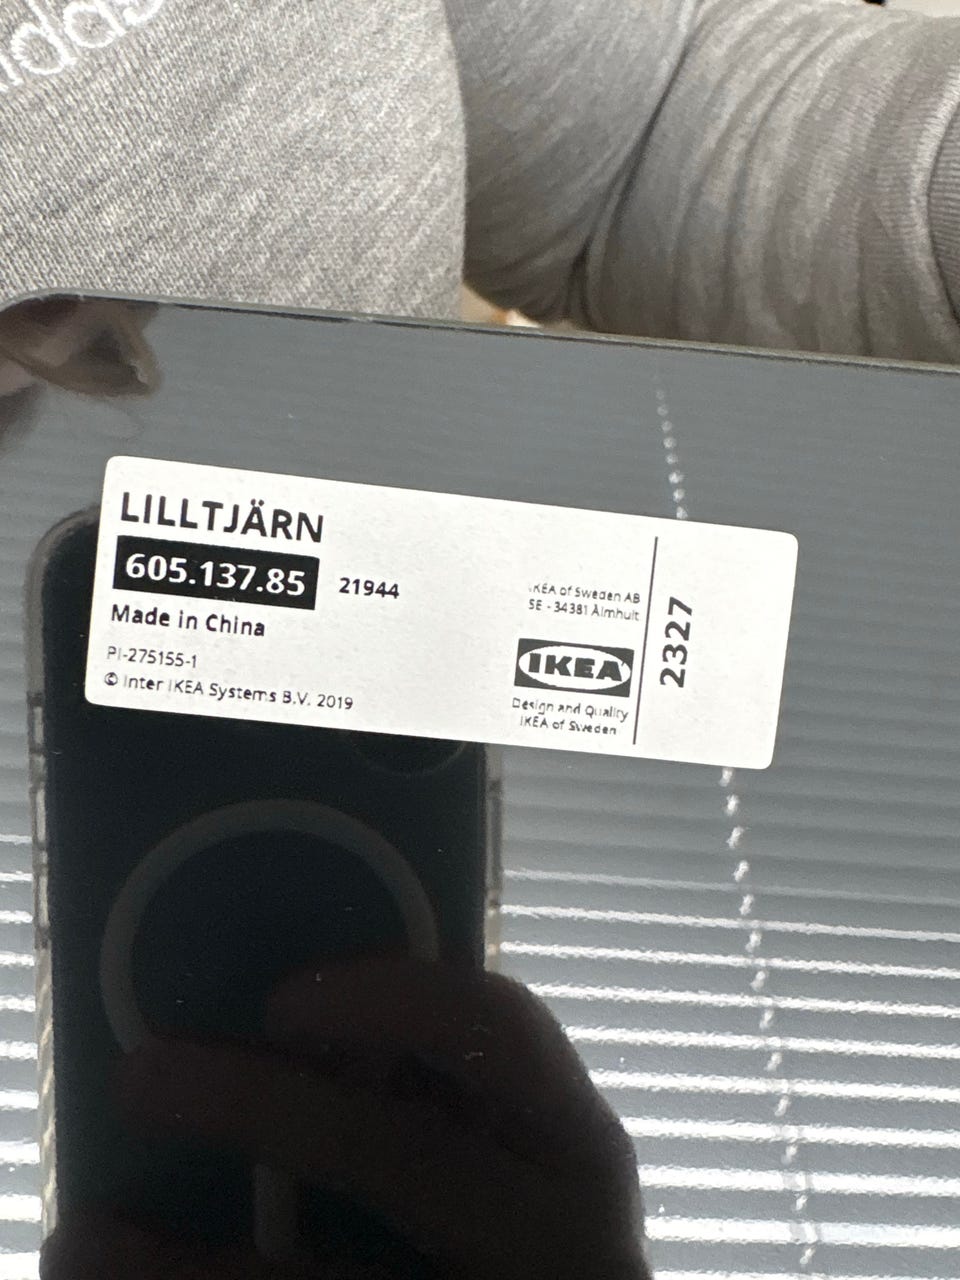 idas
LILLTJÄRN
605.137.85 21944
Made in China
PI-275155-1
© Inter IKEA Systems B.V. 2019
IKEA of Sweden AB
SE - 34381 Älmhult
IKEA
Design and Quality
IKEA of Sweden
2327